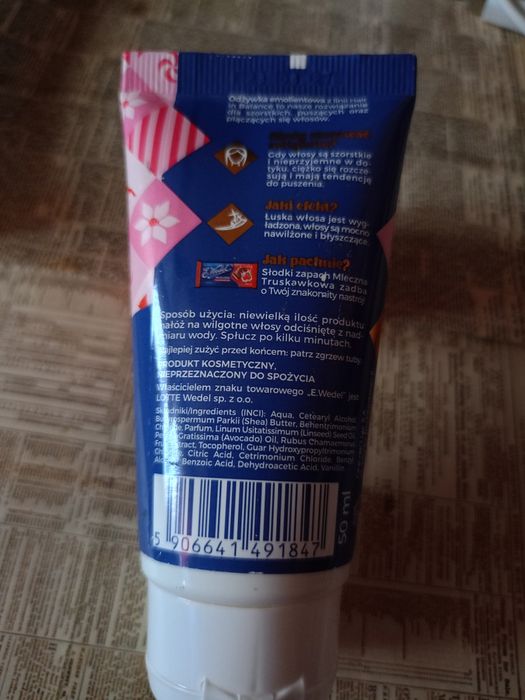 Odżywka emolientowa z linii Hair
in Balance to nasze rozwiązanie
dla szorstkich, puszących oraz
plączących się włosów.
Gdy włosy są szorstkie
i nieprzyjemne w do-
tyku, ciężko się rozcze-
sują i mają tendencję
do puszenia.
Jaki efekt?
Łuska włosa jest wyg-
ładzona, włosy są mocno
nawilżone i błyszczące.
Jak pachnie?
E.Wedel
Słodki zapach Mleczna
Truskawkowa zadba
o Twój znakomity nastrój
Sposób użycia: niewielką ilość produktu
nałóż na wilgotne włosy odciśnięte z nad-
miaru wody. Spłucz po kilku minutach.
Najlepiej zużyć przed końcem: patrz zgrzew tuby.
PRODUKT KOSMETYCZNY,
NIEPRZEZNACZONY DO SPOŻYCIA
Właścicielem znaku towarowego „E.Wedel" jest
LOTTE Wedel sp. z o.o.
Składniki/Ingredients (INCI): Aqua, Cetearyl Alcohol,
Butyrospermum Parkii (Shea) Butter, Behentrimonium
Chloride, Parfum, Linum Usitatissimum (Linseed) Seed Oil,
Persea Gratissima (Avocado) Oil, Rubus Chamaemorus
Fruit Extract, Tocopherol, Guar Hydroxypropyltrimonium
Chloride, Citric Acid, Cetrimonium Chloride, Benzyl
Alcohol, Benzoic Acid, Dehydroacetic Acid, Vanillin.
5 906641 491847
50 ml